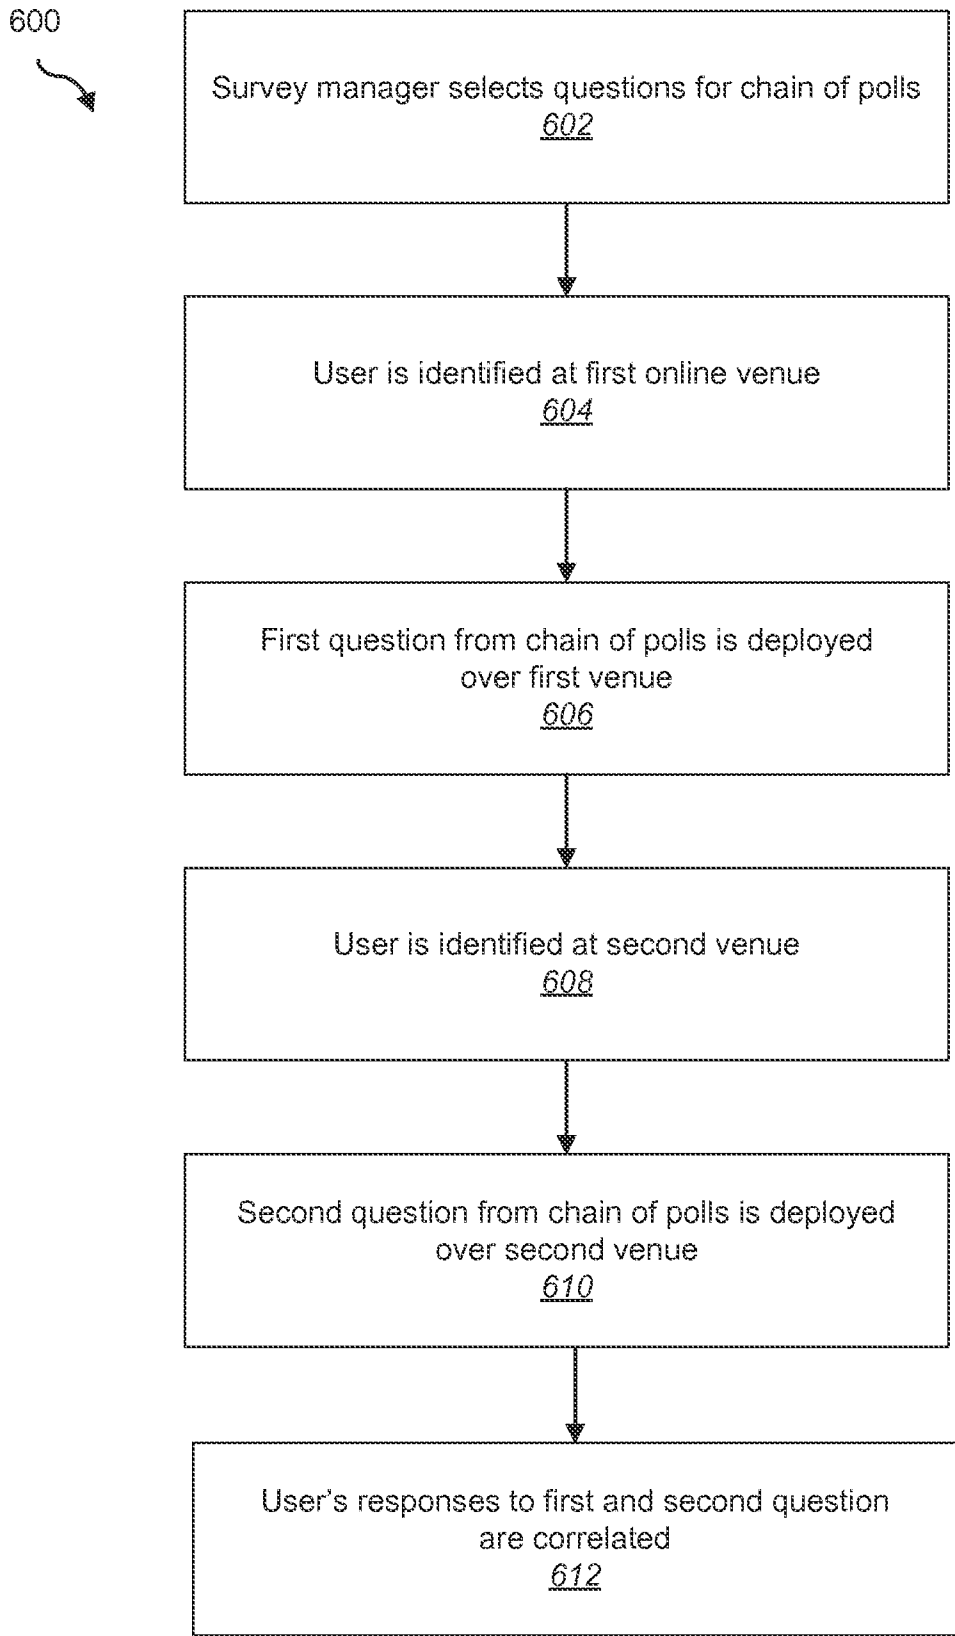 600
Survey manager selects questions for chain of polls
602
User is identified at first online venue
604
First question from chain of polls is deployed
over first venue
606
User is identified at second venue
608
Second question from chain of polls is deployed
over second venue
610
User's responses to first and second question
are correlated
612